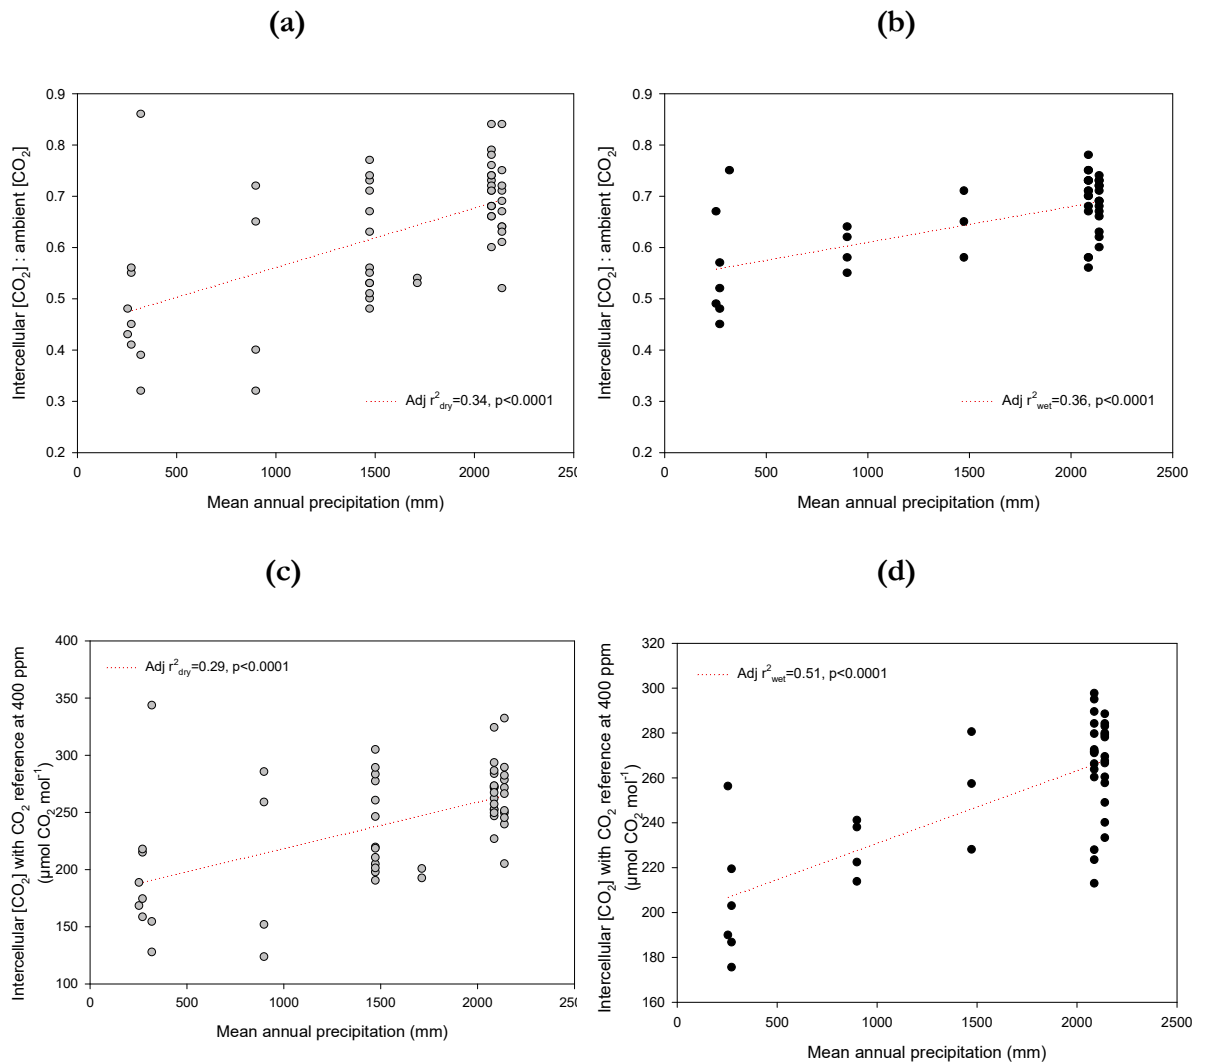 (a)
(b)
0.9
0.8
0.7
0.6
0.5
0.4
0.3
0.2
Intercellular [CO2] : ambient [CO2]
Adj r2dry=0.34, p<0.0001
0 500 1000 1500 2000 250
Mean annual precipitation (mm)
0.9
0.8
0.7
0.6
0.5
0.4
0.3
0.2
Intercellular [CO2] : ambient [CO2]
Adj r2wet=0.36, p<0.0001
0 500 1000 1500 2000 2500
Mean annual precipitation (mm)
(c)
(d)
400
350
300
250
200
150
100
Intercellular [CO2] with CO2 reference at 400 ppm
(µmol CO2 mol-1)
Adj r2dry=0.29, p<0.0001
0 500 1000 1500 2000 250
Mean annual precipitation (mm)
320
300
280
260
240
220
200
180
160
Intercellular [CO2] with CO2 reference at 400 ppm
(µmol CO2 mol-1)
Adj r2wet=0.51, p<0.0001
0 500 1000 1500 2000 2500
Mean annual precipitation (mm)